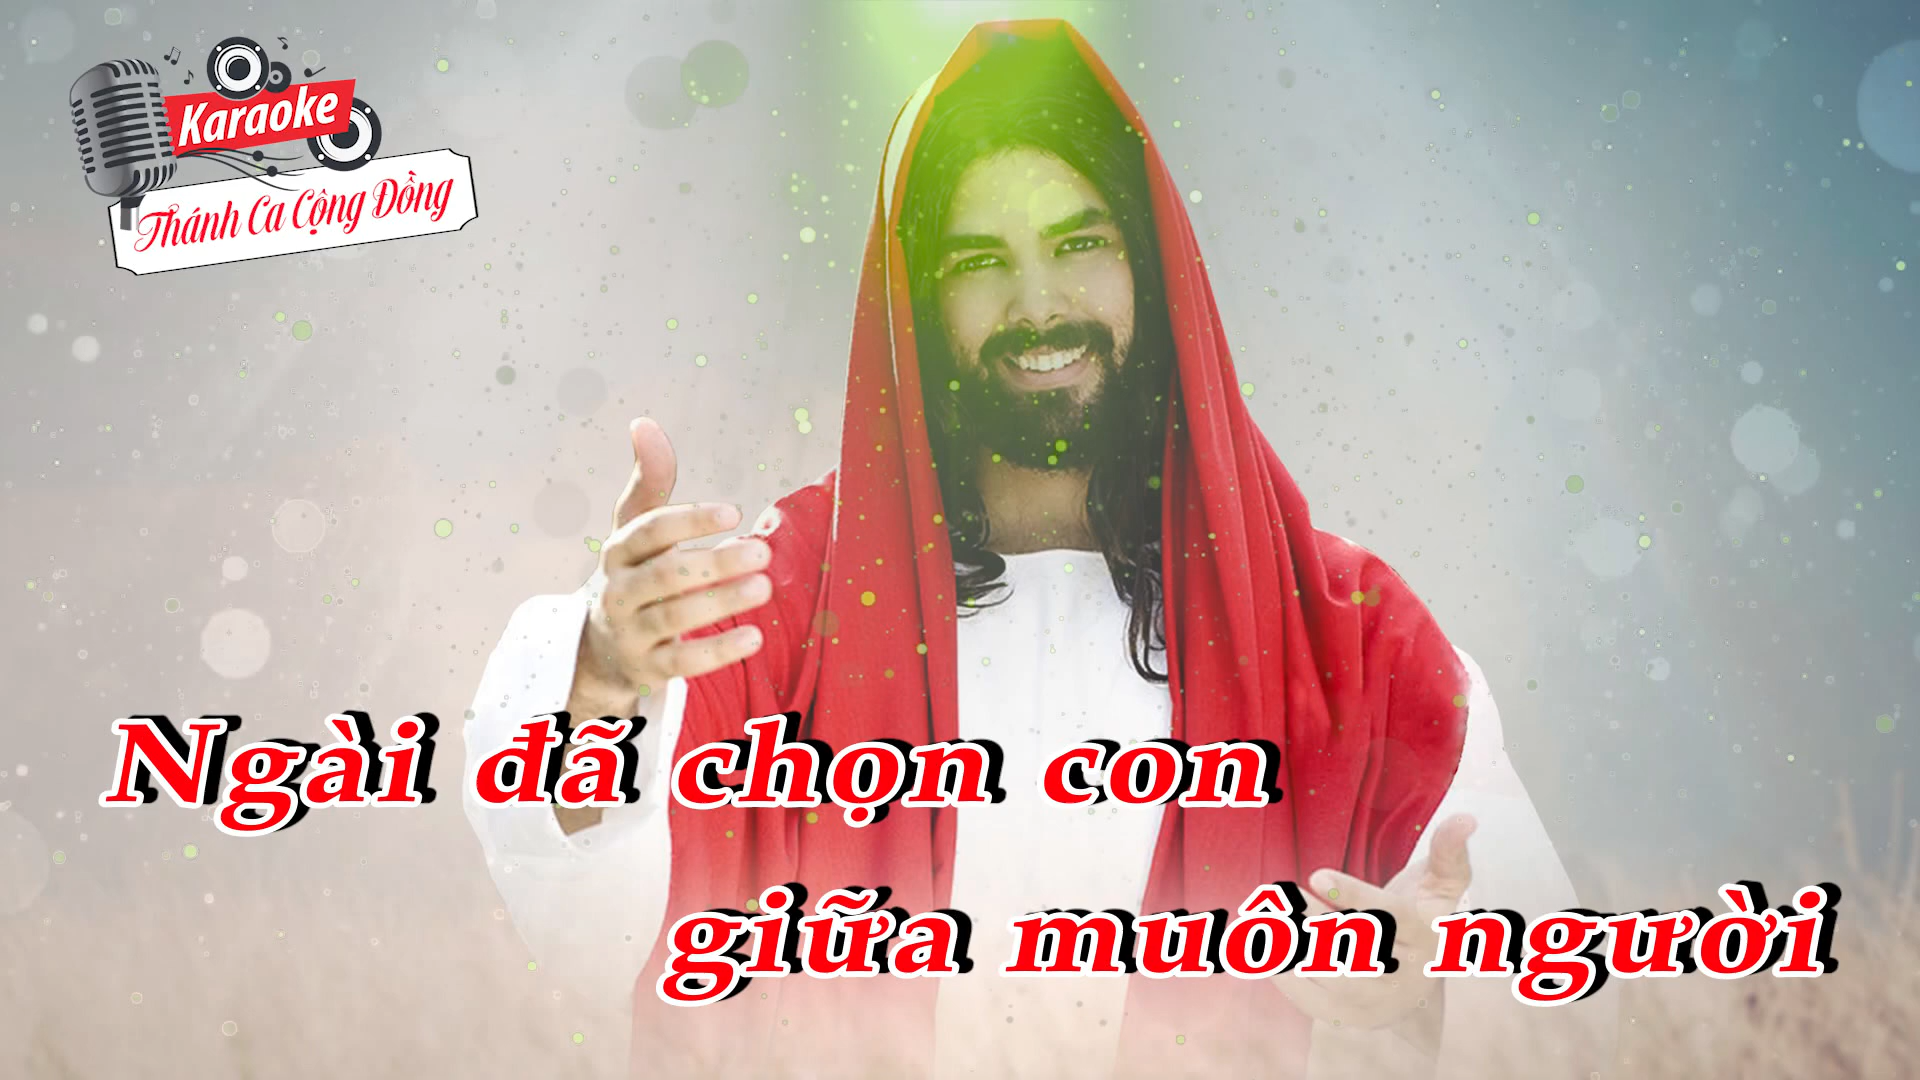 Karaoke
Thánh Ca Cộng Đồng
Ngài đã chọn con
giữa muôn người